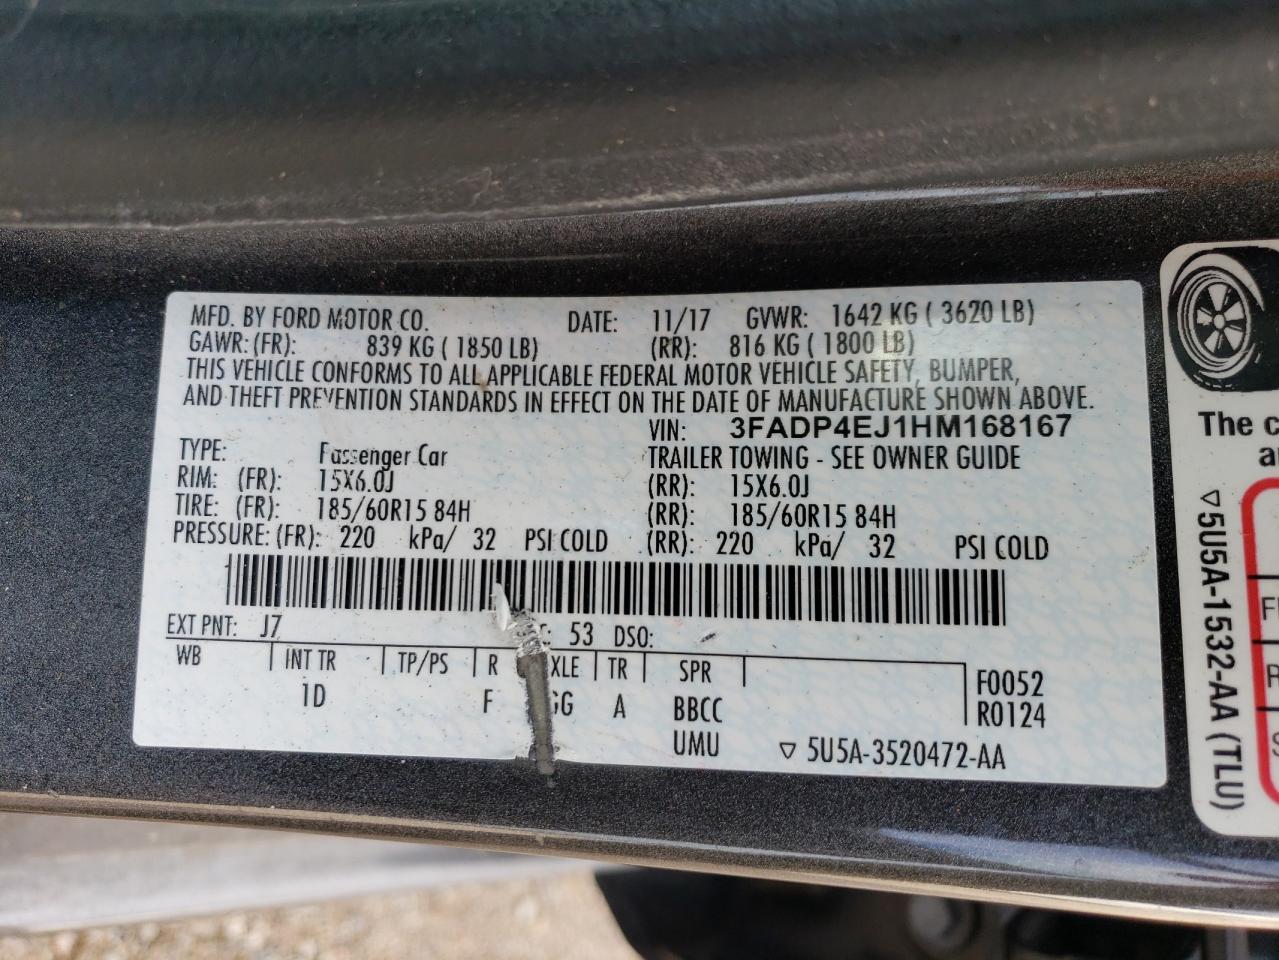 MFD. BY FORD MOTOR CO. DATE: 11/17 GVWR: 1642 KG ( 3620 LB)
GAWR: (FR): 839 KG ( 1850 LB) (RR): 816 KG ( 1800 LB)
THIS VEHICLE CONFORMS TO ALL APPLICABLE FEDERAL MOTOR VEHICLE SAFETY, BUMPER,
AND THEFT PREVENTION STANDARDS IN EFFECT ON THE DATE OF MANUFACTURE SHOWN ABOVE.
VIN: 3FADP4EJ1HM168167
TYPE: Passenger Car TRAILER TOWING - SEE OWNER GUIDE
RIM: (FR): 15X6.0J (RR): 15X6.0J
TIRE: (FR): 185/60R15 84H (RR): 185/60R15 84H
PRESSURE: (FR): 220 kPa/ 32 PSI COLD (RR): 220 kPa/ 32 PSI COLD
EXT PNT: J7 53 DSO:
WB INT TR TP/PS R XLE TR SPR F0052
1D F GG A BBCC R0124
UMU ▽ 5U5A-3520472-AA
The c
a
▽ 5U5A-1532-AA (TLU)
F
R
S